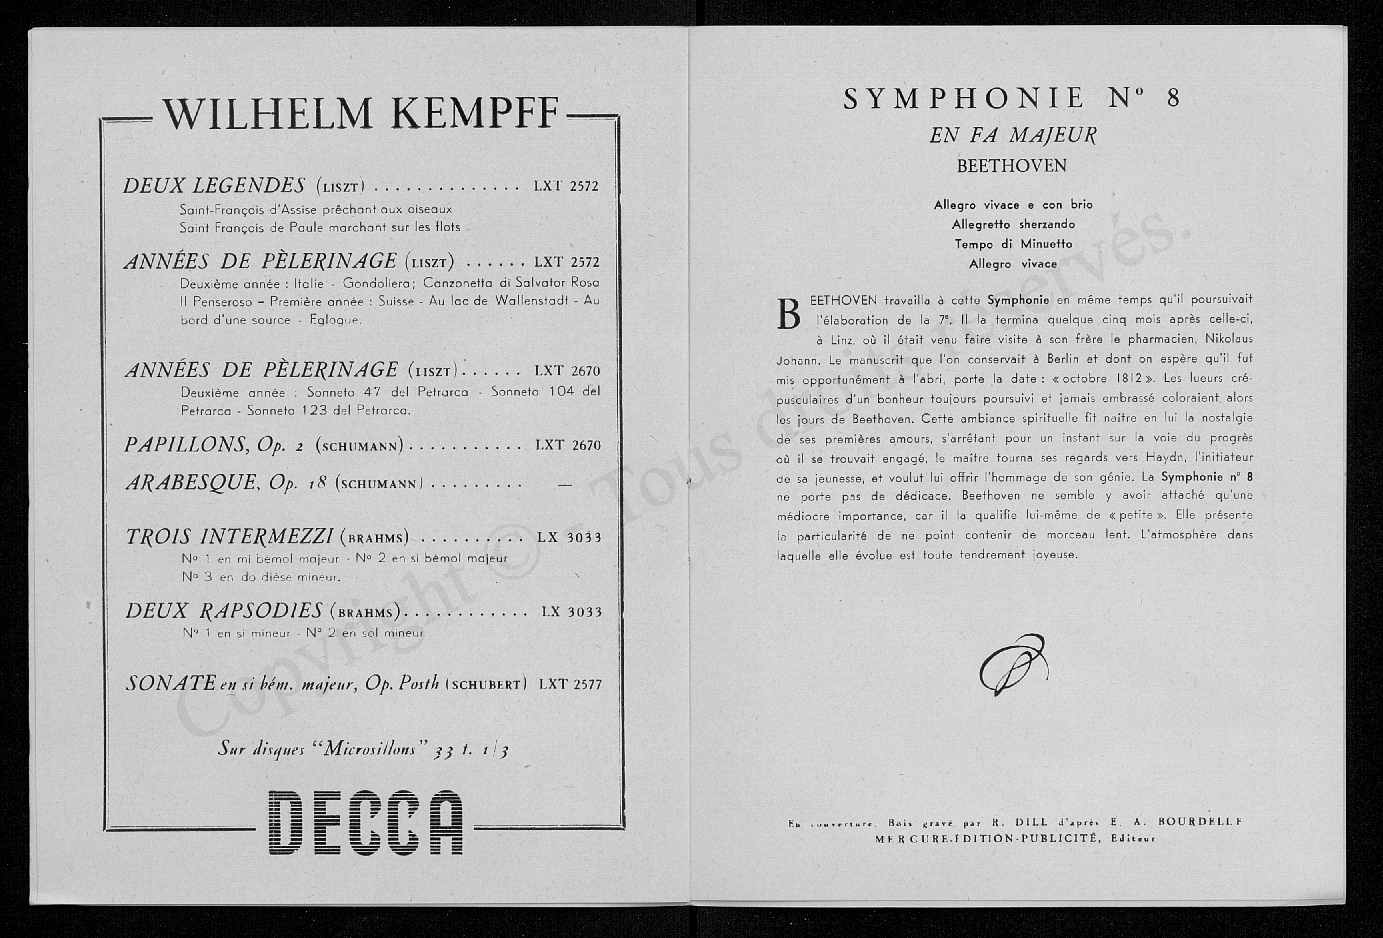 WILHELM KEMPFF
DEUX LEGENDES (LISZT) . . . . . . . . . . . . . . LXT 2572
Saint-François d'Assise prêchant aux oiseaux
Saint François de Paule marchant sur les flots
ANNÉES DE PÈLERINAGE (LISZT) . . . . . . LXT 2572
Deuxième année : Italie - Gondoliera; Canzonetta di Salvator Rosa
Il Penseroso – Première année : Suisse - Au lac de Wallenstadt - Au
bord d'une source - Eglogue.
ANNÉES DE PÈLERINAGE (LISZT) . . . . . . LXT 2670
Deuxième année : Sonneto 47 del Petrarca - Sonneto 104 del
Petrarca - Sonneto 123 del Petrarca.
PAPILLONS, Op. 2 (SCHUMANN) . . . . . . . . . . . LXT 2670
ARABESQUE, Op. 18 (SCHUMANN) . . . . . . . . . —
TROIS INTERMEZZI (BRAHMS) . . . . . . . . . . LX 3033
Nº 1 en mi bémol majeur - Nº 2 en si bémol majeur
Nº 3 en do dièse mineur.
DEUX RAPSODIES (BRAHMS) . . . . . . . . . . . . LX 3033
Nº 1 en si mineur - Nº 2 en sol mineur
SONATE en si bém. majeur, Op. Posth (SCHUBERT) LXT 2577
Sur disques "Microsillons" 33 t. 1/3
DECCA
SYMPHONIE Nº 8
EN FA MAJEUR
BEETHOVEN
Allegro vivace e con brio
Allegretto sherzando
Tempo di Minuetto
Allegro vivace
BEETHOVEN travailla à cette Symphonie en même temps qu'il poursuivait
l'élaboration de la 7e. Il la termina quelque cinq mois après celle-ci,
à Linz, où il était venu faire visite à son frère le pharmacien, Nikolaus
Johann. Le manuscrit que l'on conservait à Berlin et dont on espère qu'il fut
mis opportunément à l'abri, porte la date : « octobre 1812 ». Les lueurs cré-
pusculaires d'un bonheur toujours poursuivi et jamais embrassé coloraient alors
les jours de Beethoven. Cette ambiance spirituelle fit naître en lui la nostalgie
de ses premières amours, s'arrêtant pour un instant sur la voie du progrès
où il se trouvait engagé, le maître tourna ses regards vers Haydn, l'initiateur
de sa jeunesse, et voulut lui offrir l'hommage de son génie. La Symphonie nº 8
ne porte pas de dédicace. Beethoven ne semble y avoir attaché qu'une
médiocre importance, car il la qualifie lui-même de « petite ». Elle présente
la particularité de ne point contenir de morceau lent. L'atmosphère dans
laquelle elle évolue est toute tendrement joyeuse.
En couverture, Bois gravé par R. DILL d'après E. A. BOURDELLE
MERCURE-EDITION-PUBLICITÉ, Editeur
Copyright © - Tous droits réservés.